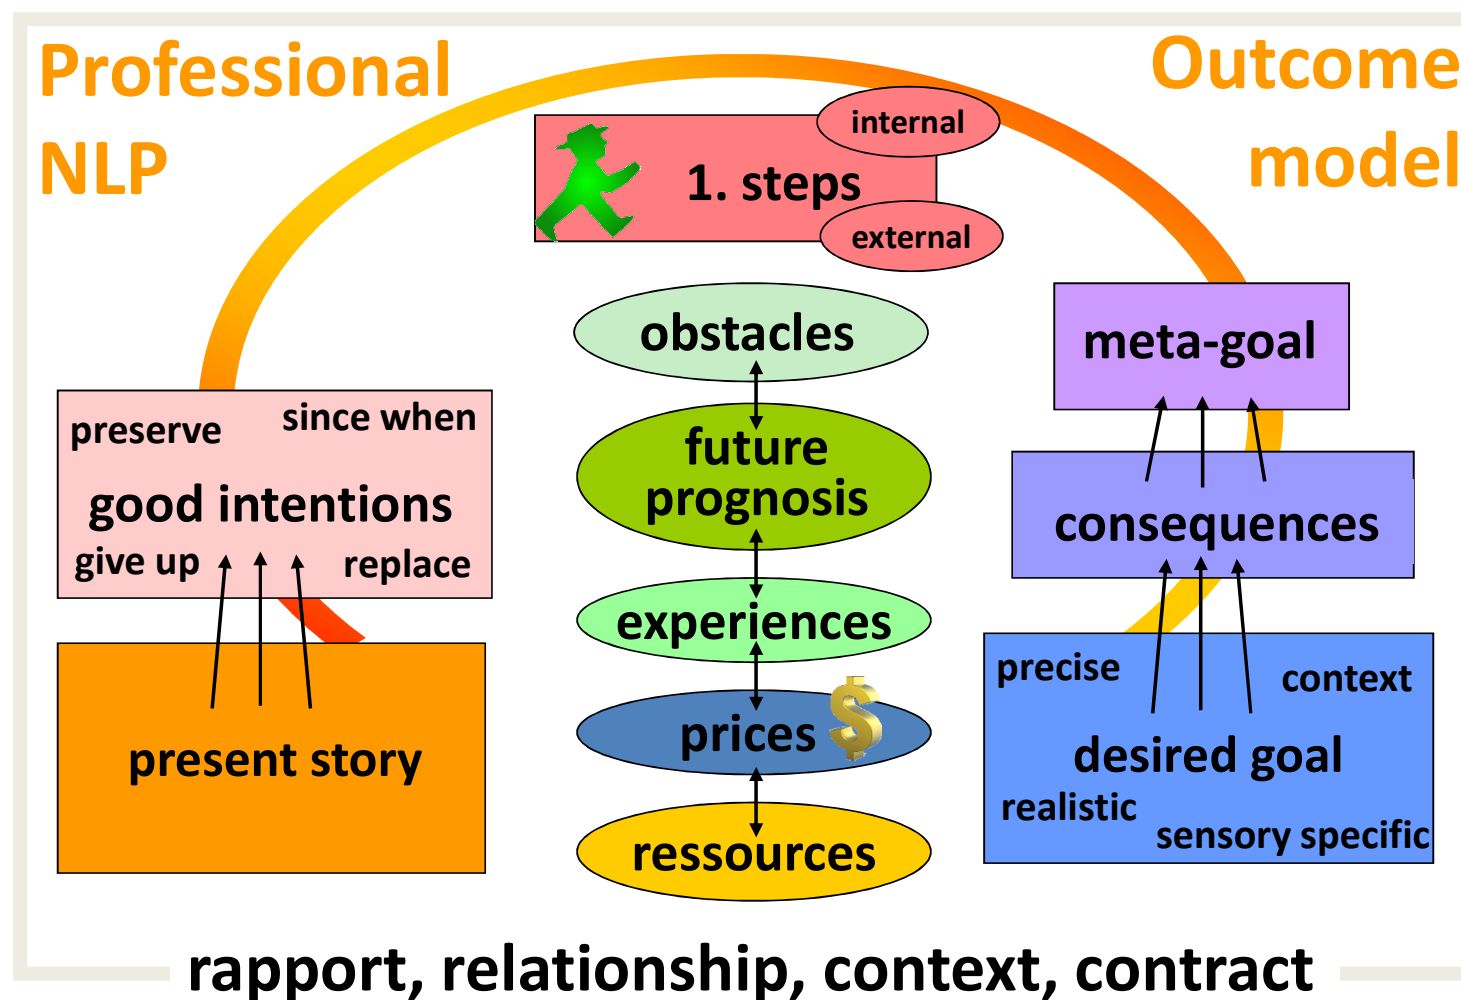 Professional
NLP
Outcome
model
internal
1. steps
external
obstacles
future
prognosis
experiences
prices
$
ressources
preserve
since when
good intentions
give up
replace
present story
meta-goal
consequences
precise
context
desired goal
realistic
sensory specific
rapport, relationship, context, contract